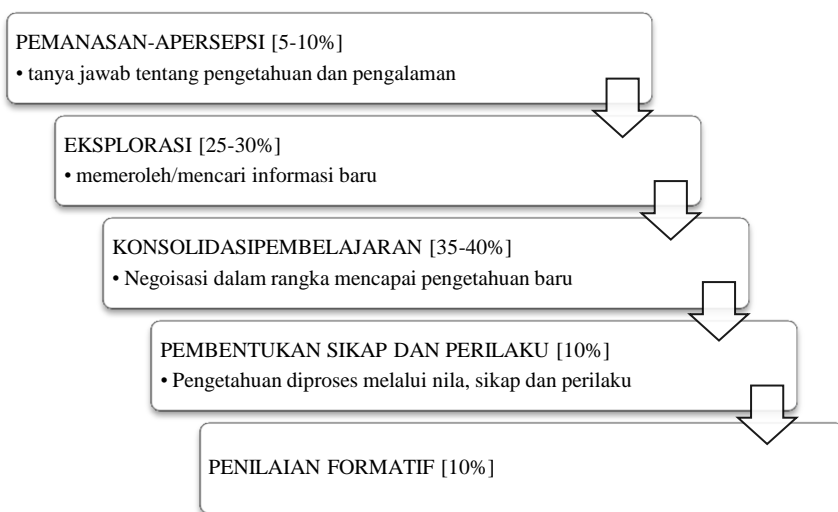 PEMANASAN-APERSEPSI [5-10%]
• tanya jawab tentang pengetahuan dan pengalaman
EKSPLORASI [25-30%]
• memeroleh/mencari informasi baru
KONSOLIDASIPEMBELAJARAN [35-40%]
• Negoisasi dalam rangka mencapai pengetahuan baru
PEMBENTUKAN SIKAP DAN PERILAKU [10%]
• Pengetahuan diproses melalui nila, sikap dan perilaku
PENILAIAN FORMATIF [10%]